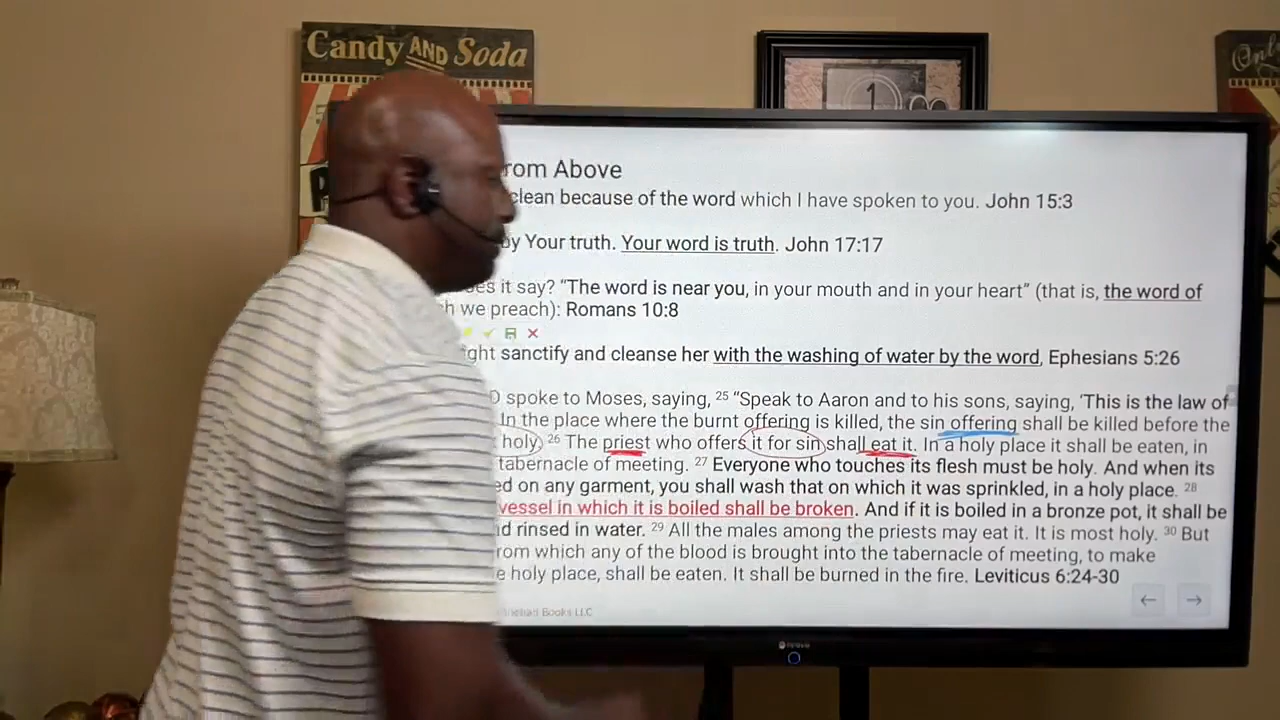 Candy AND Soda
1
rom Above
clean because of the word which I have spoken to you. John 15:3
by Your truth. Your word is truth. John 17:17
es it say? “The word is near you, in your mouth and in your heart” (that is, the word of
h we preach): Romans 10:8
ght sanctify and cleanse her with the washing of water by the word, Ephesians 5:26
D spoke to Moses, saying, 25 “Speak to Aaron and to his sons, saying, ‘This is the law of
In the place where the burnt offering is killed, the sin offering shall be killed before the
holy. 26 The priest who offers it for sin shall eat it. In a holy place it shall be eaten, in
tabernacle of meeting. 27 Everyone who touches its flesh must be holy. And when its
ed on any garment, you shall wash that on which it was sprinkled, in a holy place. 28
vessel in which it is boiled shall be broken. And if it is boiled in a bronze pot, it shall be
d rinsed in water. 29 All the males among the priests may eat it. It is most holy. 30 But
rom which any of the blood is brought into the tabernacle of meeting, to make
e holy place, shall be eaten. It shall be burned in the fire. Leviticus 6:24-30
Books LLC